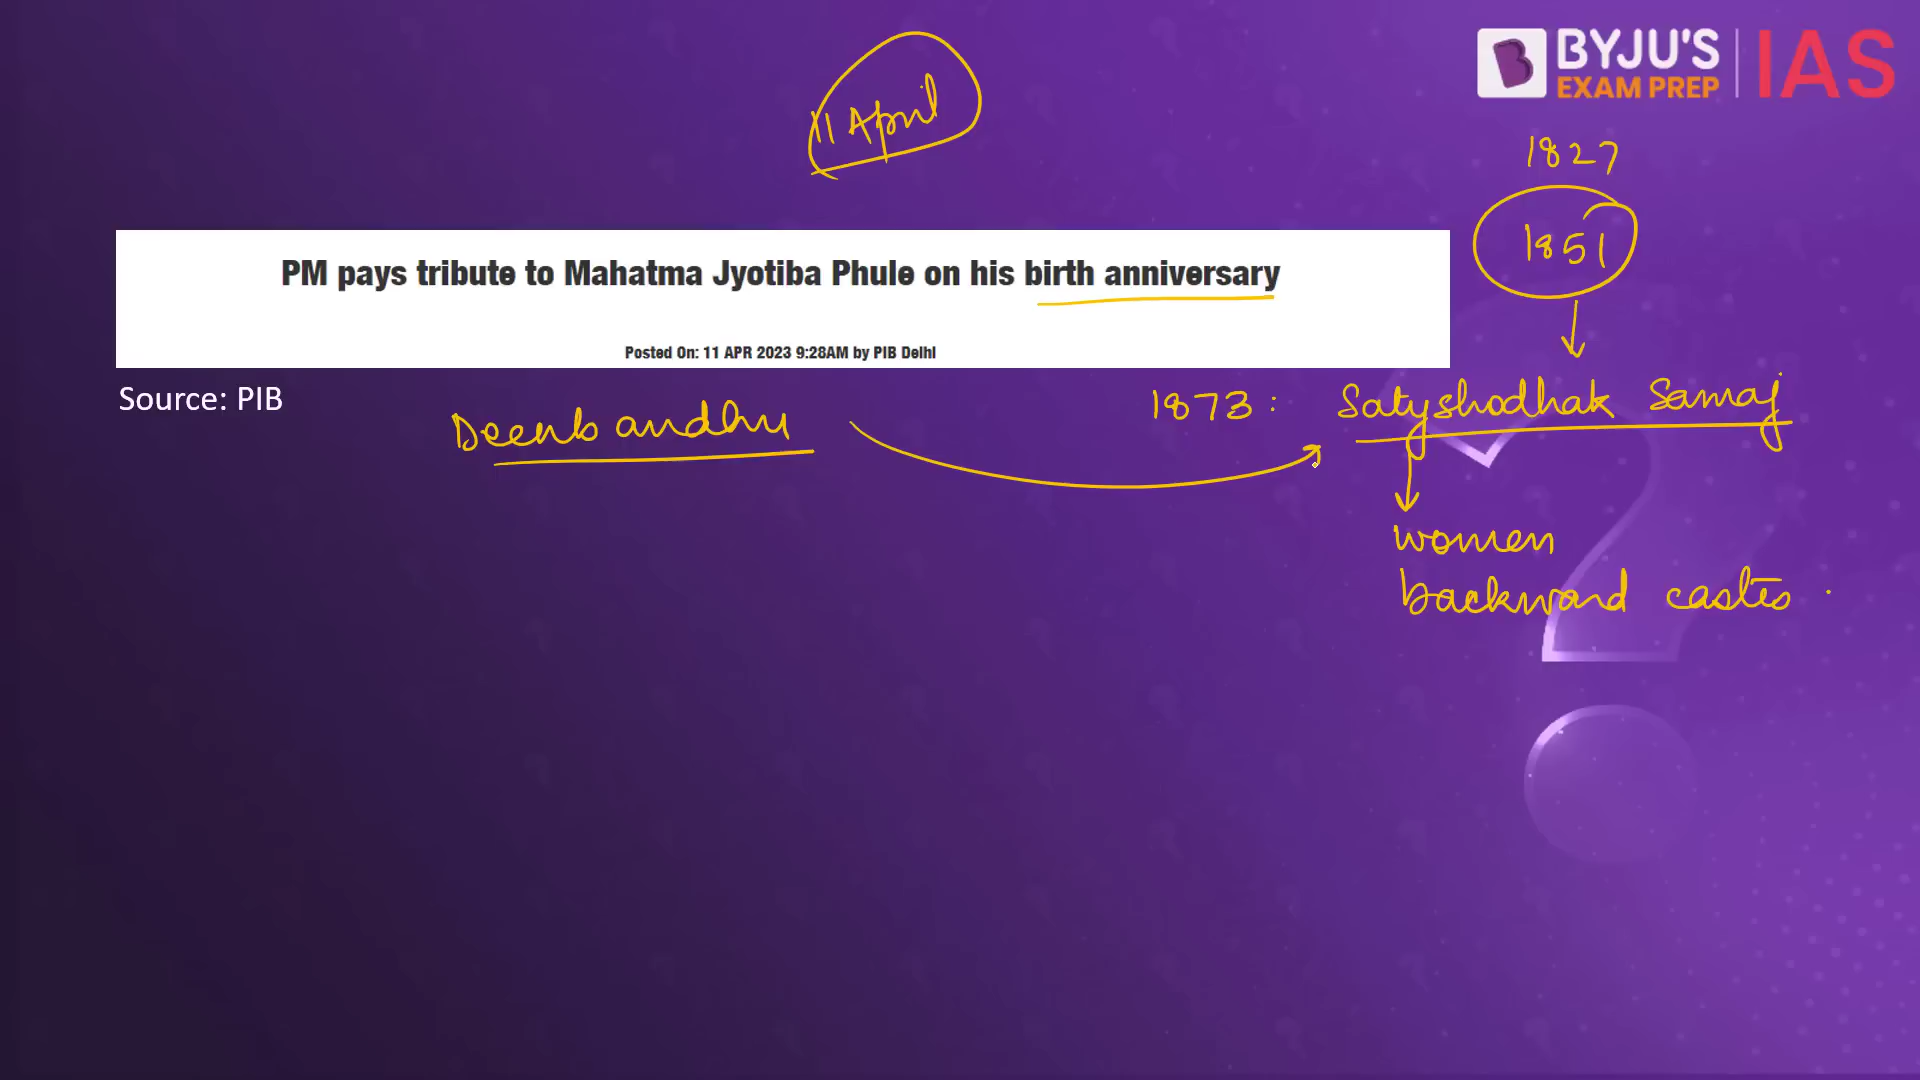 11 April
BYJU'S
EXAM PREP
IAS
1827
1851
PM pays tribute to Mahatma Jyotiba Phule on his birth anniversary
Posted On: 11 APR 2023 9:28AM by PIB Delhi
Source: PIB
Deenbandhu
1873: Satyshodhak Samaj
women
backward castes